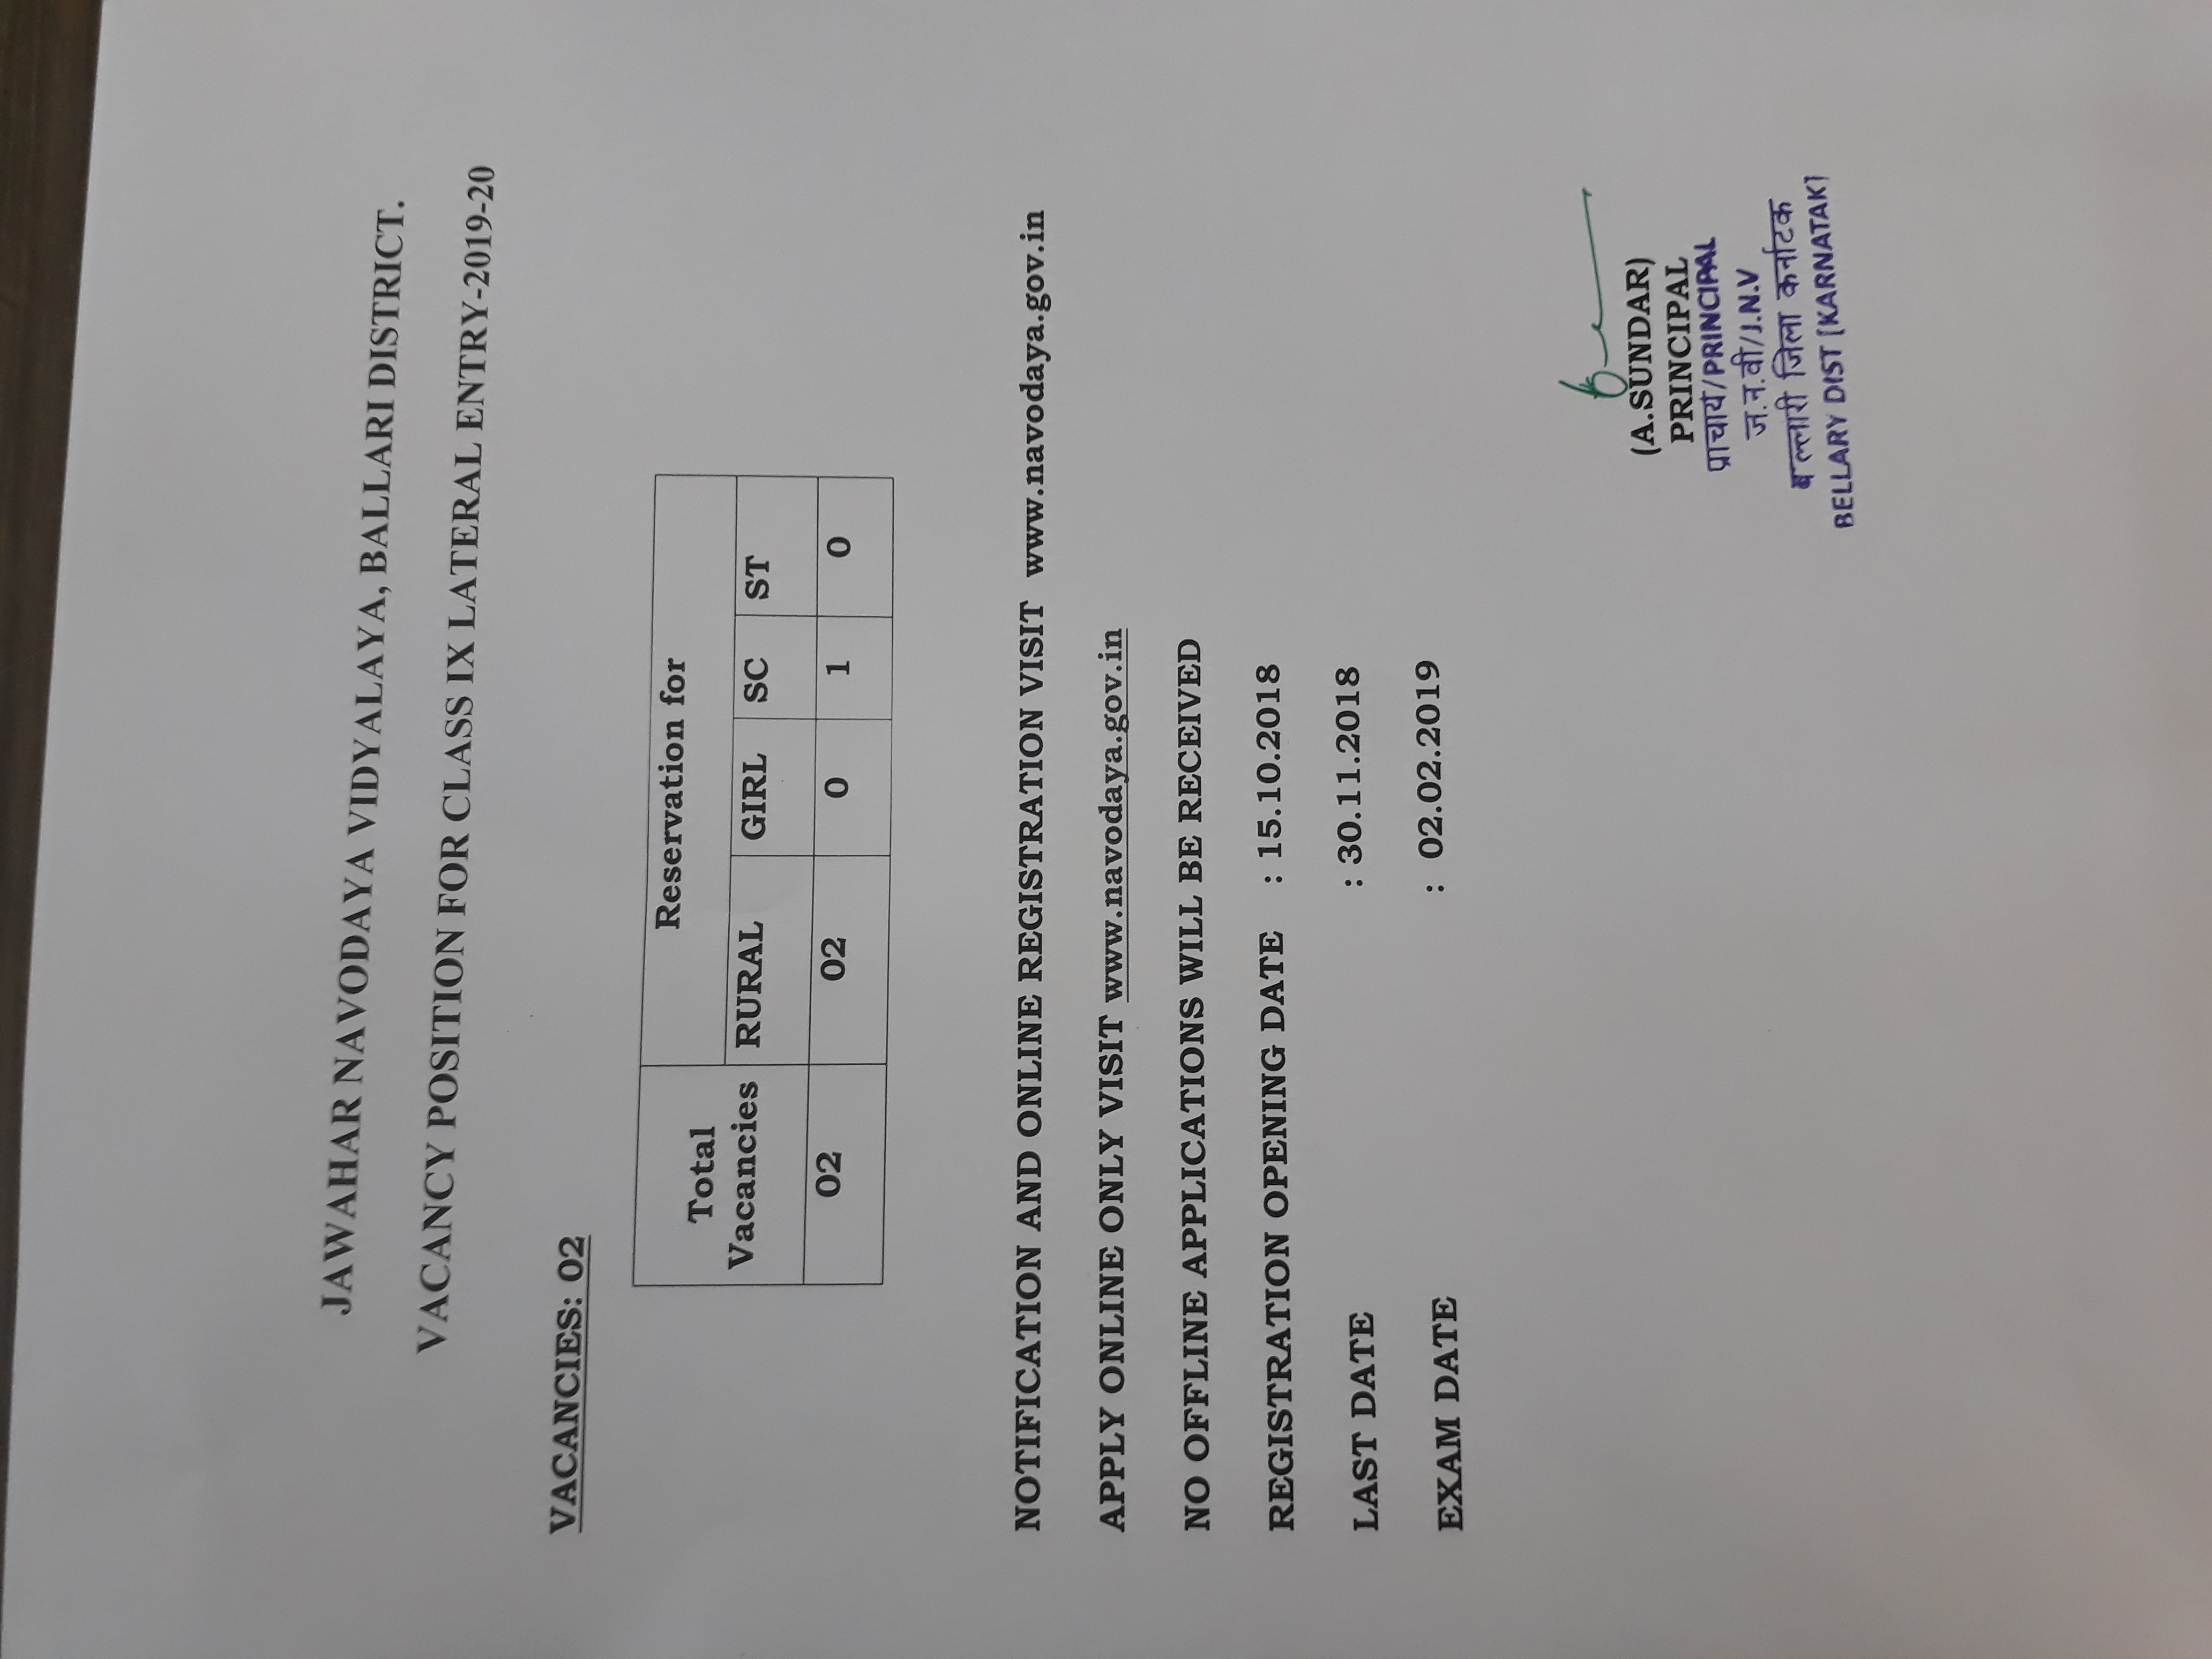 JAWAHAR NAVODAYA VIDYALAYA, BALLARI DISTRICT.
VACANCY POSITION FOR CLASS IX LATERAL ENTRY-2019-20
VACANCIES: 02
Total Vacancies
Reservation for
RURAL GIRL SC ST
02 02 0 1 0
NOTIFICATION AND ONLINE REGISTRATION VISIT www.navodaya.gov.in
APPLY ONLINE ONLY VISIT www.navodaya.gov.in
NO OFFLINE APPLICATIONS WILL BE RECEIVED
REGISTRATION OPENING DATE : 15.10.2018
LAST DATE : 30.11.2018
EXAM DATE : 02.02.2019
(A.SUNDAR)
PRINCIPAL
प्राचार्य/PRINCIPAL
ज.न.वी/J.N.V
बल्लारी जिला कर्नाटक
BELLARY DIST [KARNATAK]